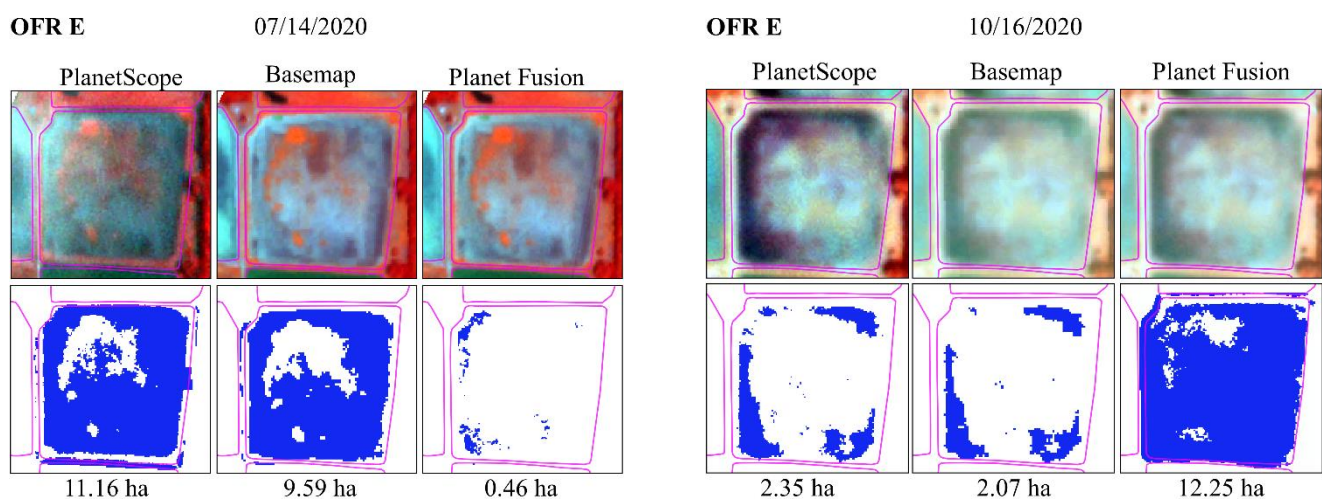 OFR E 07/14/2020
PlanetScope Basemap Planet Fusion
11.16 ha 9.59 ha 0.46 ha
OFR E 10/16/2020
PlanetScope Basemap Planet Fusion
2.35 ha 2.07 ha 12.25 ha